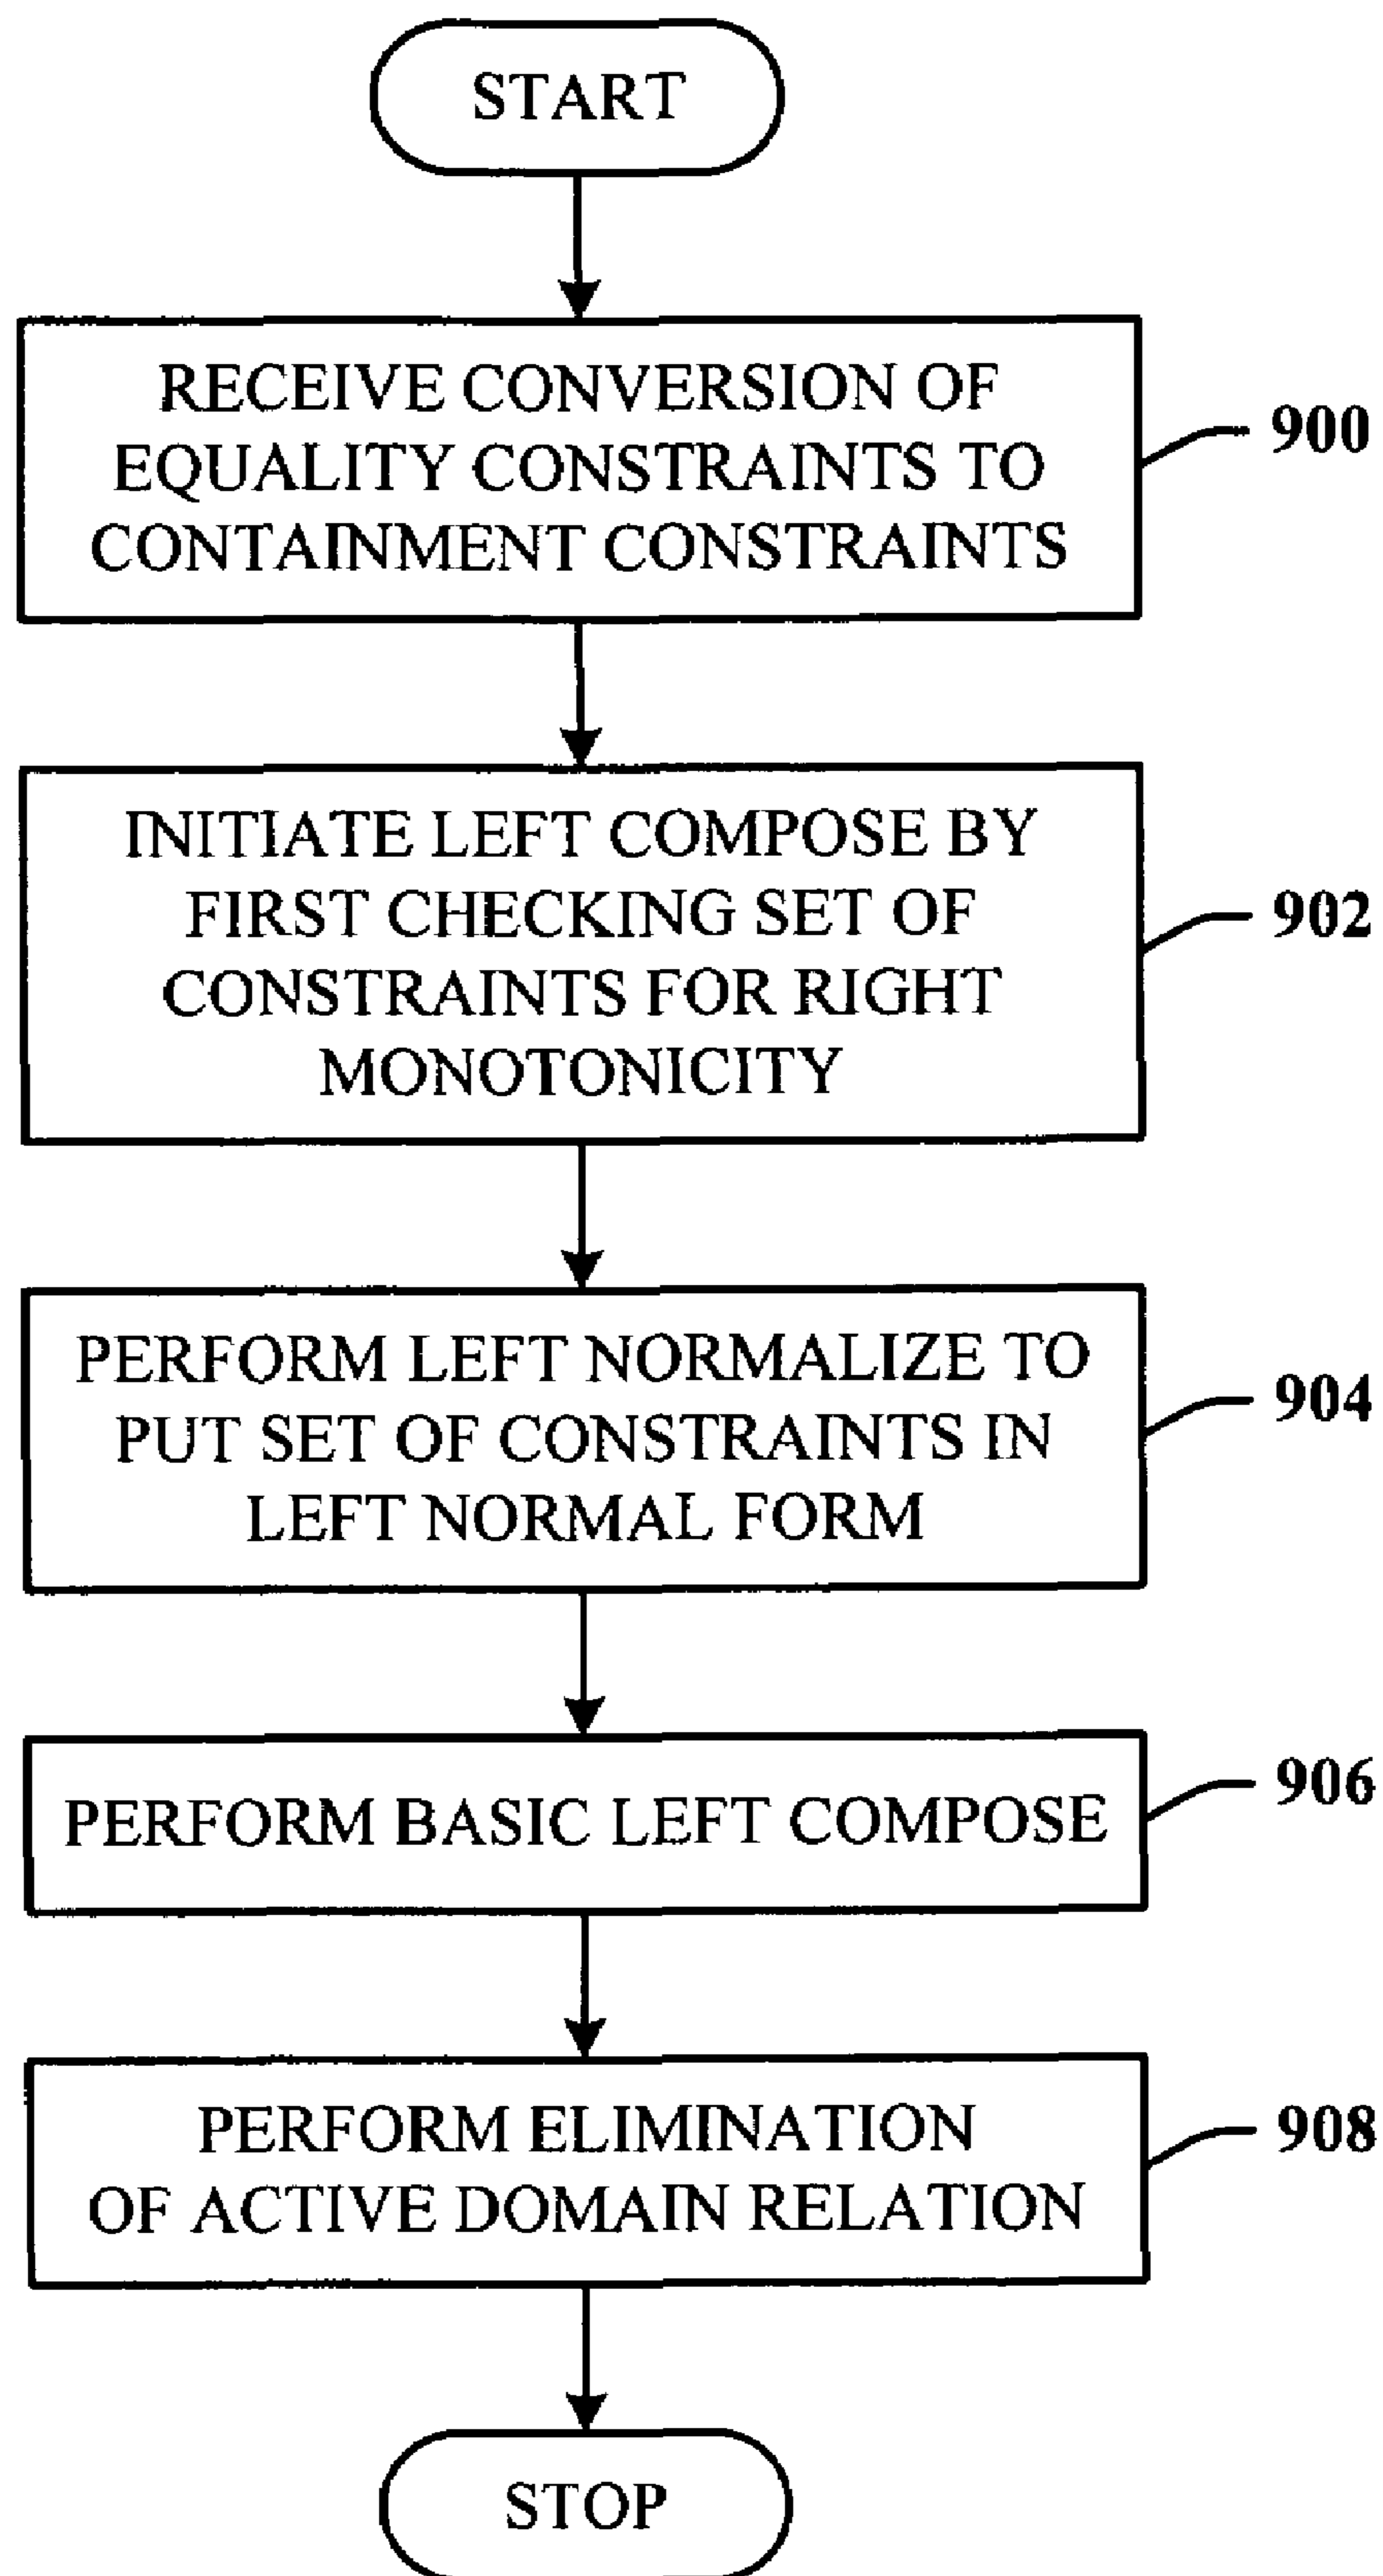 START
RECEIVE CONVERSION OF
EQUALITY CONSTRAINTS TO
CONTAINMENT CONSTRAINTS
900
INITIATE LEFT COMPOSE BY
FIRST CHECKING SET OF
CONSTRAINTS FOR RIGHT
MONOTONICITY
902
PERFORM LEFT NORMALIZE TO
PUT SET OF CONSTRAINTS IN
LEFT NORMAL FORM
904
PERFORM BASIC LEFT COMPOSE
906
PERFORM ELIMINATION
OF ACTIVE DOMAIN RELATION
908
STOP